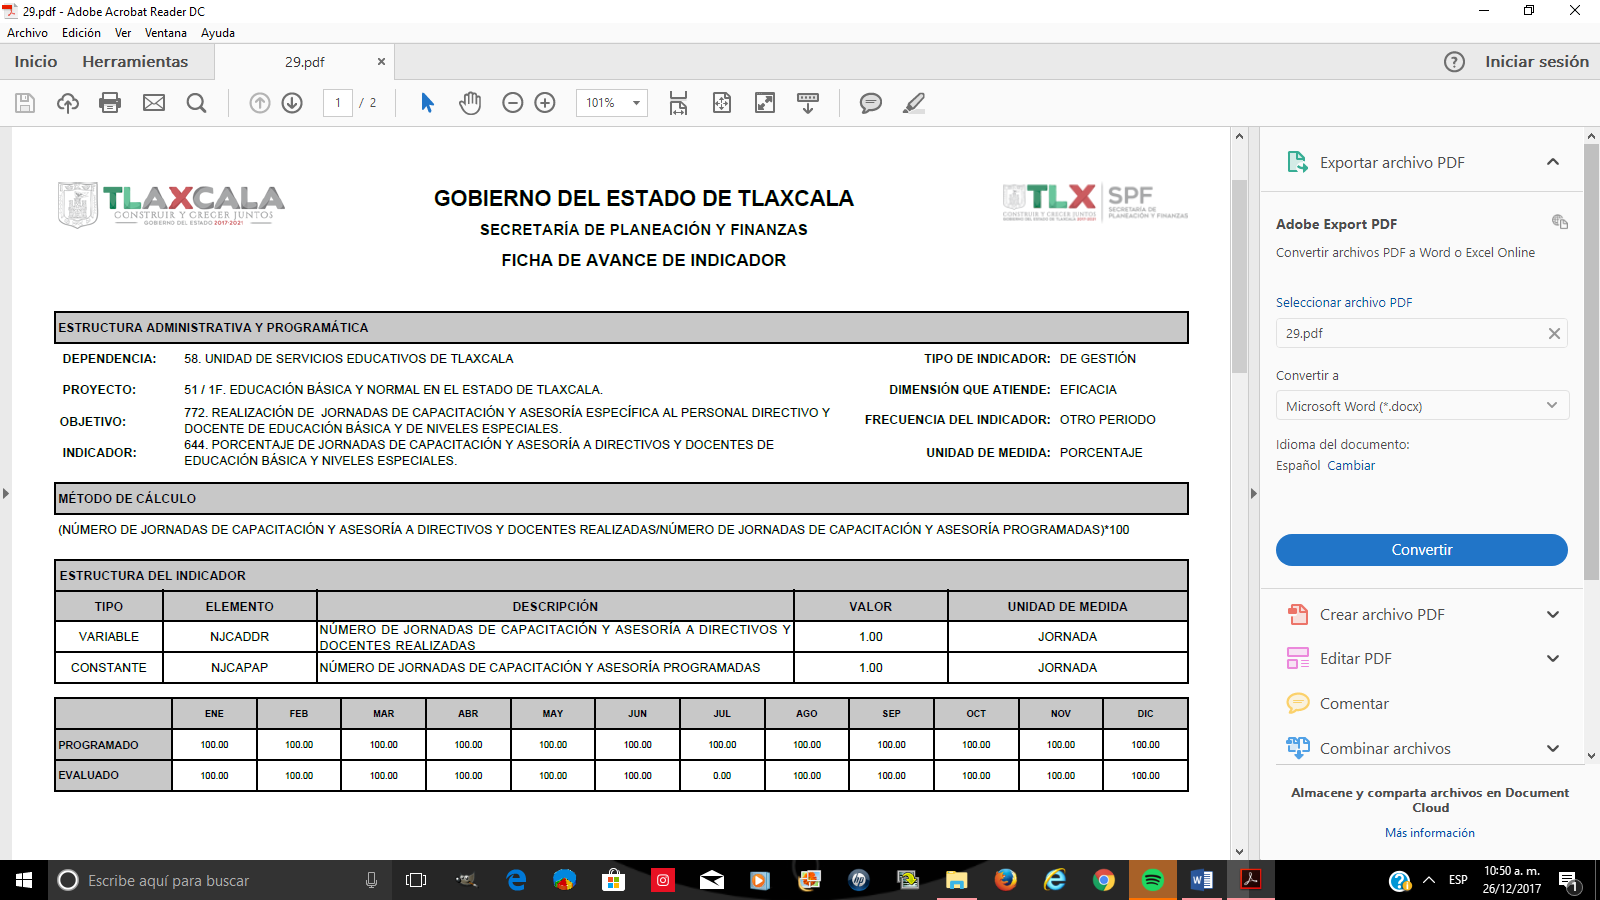 29.pdf - Adobe Acrobat Reader DC
Archivo Edición Ver Ventana Ayuda
Inicio Herramientas 29.pdf × ? Iniciar sesión
1 / 2 101%
TLAXCALA
CONSTRUIR Y CRECER JUNTOS
GOBIERNO DEL ESTADO 2017-2021
GOBIERNO DEL ESTADO DE TLAXCALA
SECRETARÍA DE PLANEACIÓN Y FINANZAS
FICHA DE AVANCE DE INDICADOR
TLX SPF
SECRETARÍA DE
PLANEACIÓN Y FINANZAS
CONSTRUIR Y CRECER JUNTOS
ESTRUCTURA ADMINISTRATIVA Y PROGRAMÁTICA
DEPENDENCIA: 58. UNIDAD DE SERVICIOS EDUCATIVOS DE TLAXCALA TIPO DE INDICADOR: DE GESTIÓN
PROYECTO: 51 / 1F. EDUCACIÓN BÁSICA Y NORMAL EN EL ESTADO DE TLAXCALA. DIMENSIÓN QUE ATIENDE: EFICACIA
OBJETIVO: 772. REALIZACIÓN DE JORNADAS DE CAPACITACIÓN Y ASESORÍA ESPECÍFICA AL PERSONAL DIRECTIVO Y
DOCENTE DE EDUCACIÓN BÁSICA Y DE NIVELES ESPECIALES. FRECUENCIA DEL INDICADOR: OTRO PERIODO
INDICADOR: 644. PORCENTAJE DE JORNADAS DE CAPACITACIÓN Y ASESORÍA A DIRECTIVOS Y DOCENTES DE
EDUCACIÓN BÁSICA Y NIVELES ESPECIALES. UNIDAD DE MEDIDA: PORCENTAJE
MÉTODO DE CÁLCULO
(NÚMERO DE JORNADAS DE CAPACITACIÓN Y ASESORÍA A DIRECTIVOS Y DOCENTES REALIZADAS/NÚMERO DE JORNADAS DE CAPACITACIÓN Y ASESORÍA PROGRAMADAS)*100
ESTRUCTURA DEL INDICADOR
TIPO ELEMENTO DESCRIPCIÓN VALOR UNIDAD DE MEDIDA
VARIABLE NJCADDR NÚMERO DE JORNADAS DE CAPACITACIÓN Y ASESORÍA A DIRECTIVOS Y
DOCENTES REALIZADAS 1.00 JORNADA
CONSTANTE NJCAPAP NÚMERO DE JORNADAS DE CAPACITACIÓN Y ASESORÍA PROGRAMADAS 1.00 JORNADA
ENE FEB MAR ABR MAY JUN JUL AGO SEP OCT NOV DIC
PROGRAMADO 100.00 100.00 100.00 100.00 100.00 100.00 100.00 100.00 100.00 100.00 100.00 100.00
EVALUADO 100.00 100.00 100.00 100.00 100.00 100.00 0.00 100.00 100.00 100.00 100.00 100.00
Exportar archivo PDF
Adobe Export PDF
Convertir archivos PDF a Word o Excel Online
Seleccionar archivo PDF
29.pdf
Convertir a
Microsoft Word (*.docx)
Idioma del documento:
Español Cambiar
Convertir
Crear archivo PDF
Editar PDF
Comentar
Combinar archivos
Almacene y comparta archivos en Document
Cloud
Más información
Escribe aquí para buscar ESP 10:50 a. m.
26/12/2017 1